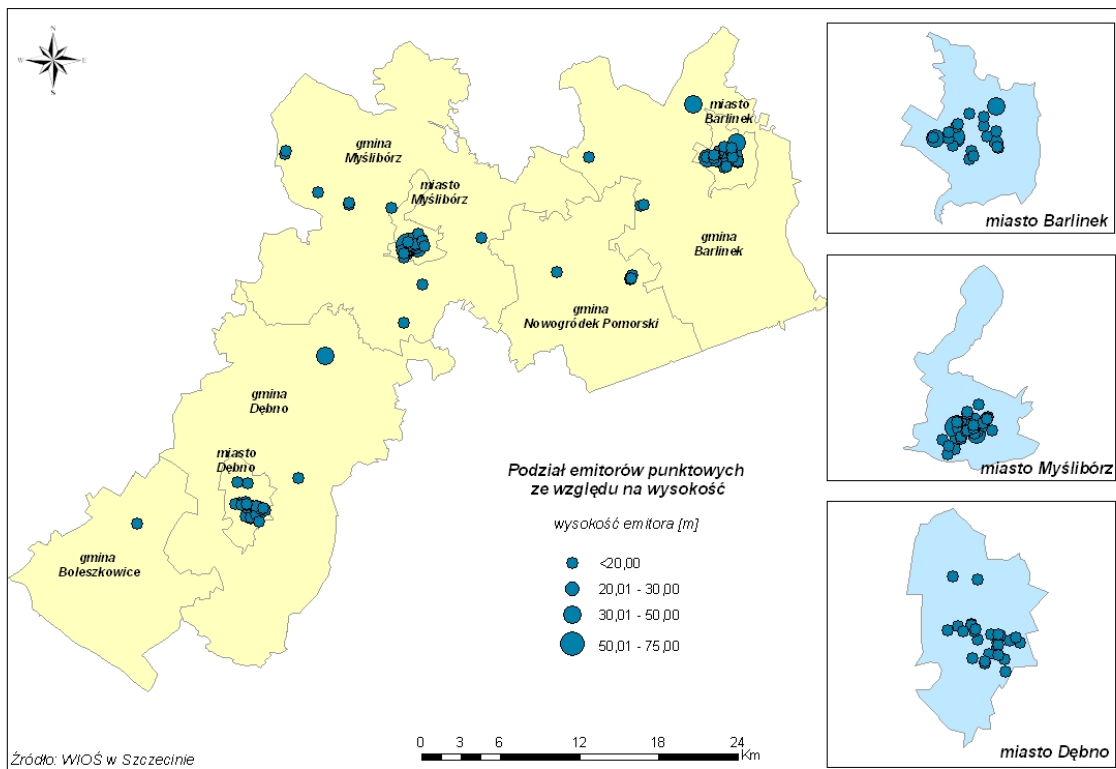 N
W
E
S
gmina
Myślibórz
miasto
Myślibórz
miasto
Barlinek
gmina
Barlinek
gmina
Nowogródek Pomorski
gmina
Dębno
miasto
Dębno
gmina
Boleszkowice
Podział emitorów punktowych
ze względu na wysokość
wysokość emitora [m]
<20,00
20,01 - 30,00
30,01 - 50,00
50,01 - 75,00
0 3 6 12 18 24
Km
Źródło: WIOŚ w Szczecinie
miasto Barlinek
miasto Myślibórz
miasto Dębno